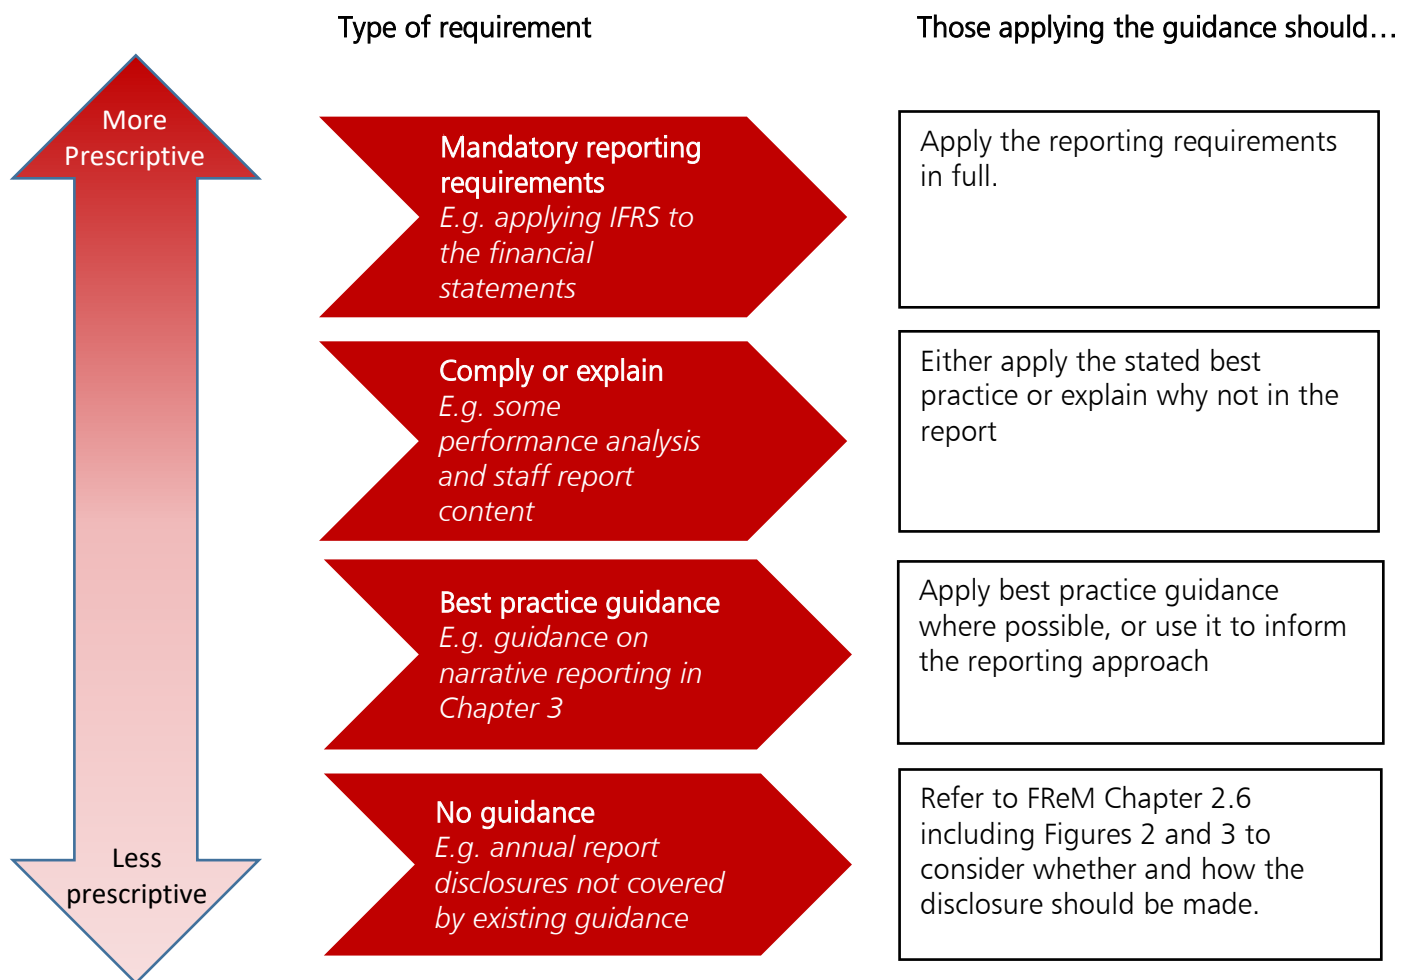 Type of requirement
Those applying the guidance should…
More
Prescriptive
Mandatory reporting
requirements
E.g. applying IFRS to
the financial
statements
Apply the reporting requirements
in full.
Comply or explain
E.g. some
performance analysis
and staff report
content
Either apply the stated best
practice or explain why not in the
report
Best practice guidance
E.g. guidance on
narrative reporting in
Chapter 3
Apply best practice guidance
where possible, or use it to inform
the reporting approach
No guidance
E.g. annual report
disclosures not covered
by existing guidance
Refer to FReM Chapter 2.6
including Figures 2 and 3 to
consider whether and how the
disclosure should be made.
Less
prescriptive